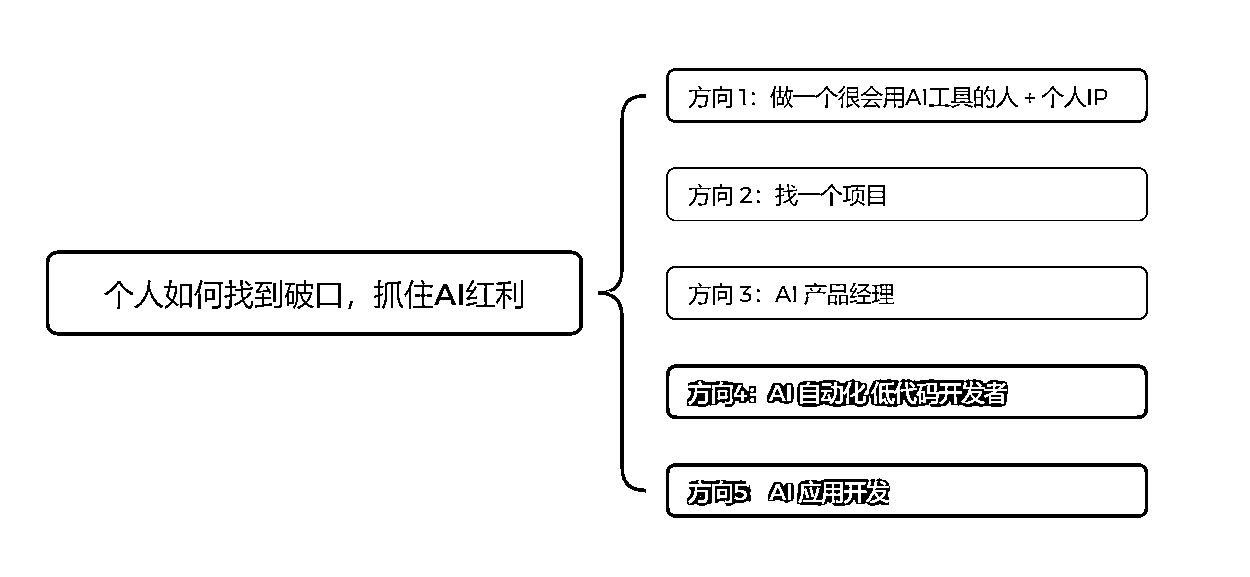 个人如何找到破口，抓住AI红利
方向 1：做一个很会用AI工具的人 + 个人IP
方向 2：找一个项目
方向 3：AI 产品经理
方向4：AI 自动化 低代码开发者
方向5 AI 应用开发